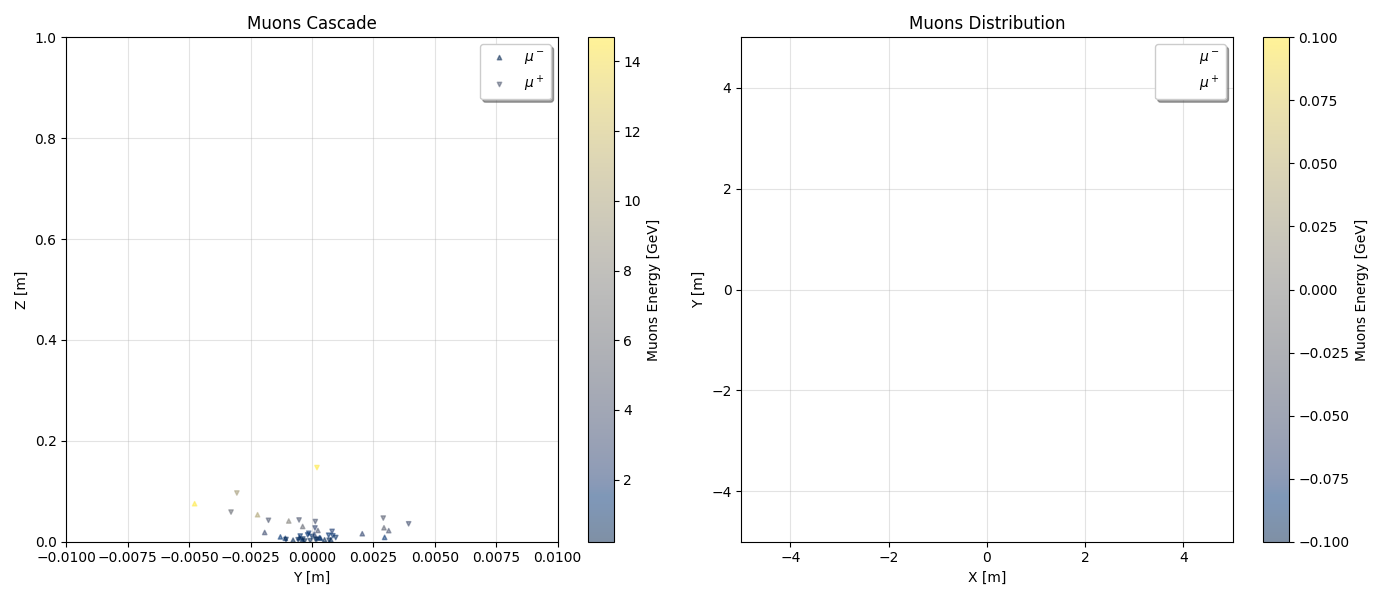 Muons Cascade
1.0
0.8
0.6
0.4
0.2
0.0
Z [m]
−0.0100 −0.0075 −0.0050 −0.0025 0.0000 0.0025 0.0050 0.0075 0.0100
Y [m]
μ⁻
μ⁺
14
12
10
8
6
4
2
Muons Energy [GeV]
Muons Distribution
4
2
0
−2
−4
Y [m]
−4 −2 0 2 4
X [m]
μ⁻
μ⁺
0.100
0.075
0.050
0.025
0.000
−0.025
−0.050
−0.075
−0.100
Muons Energy [GeV]